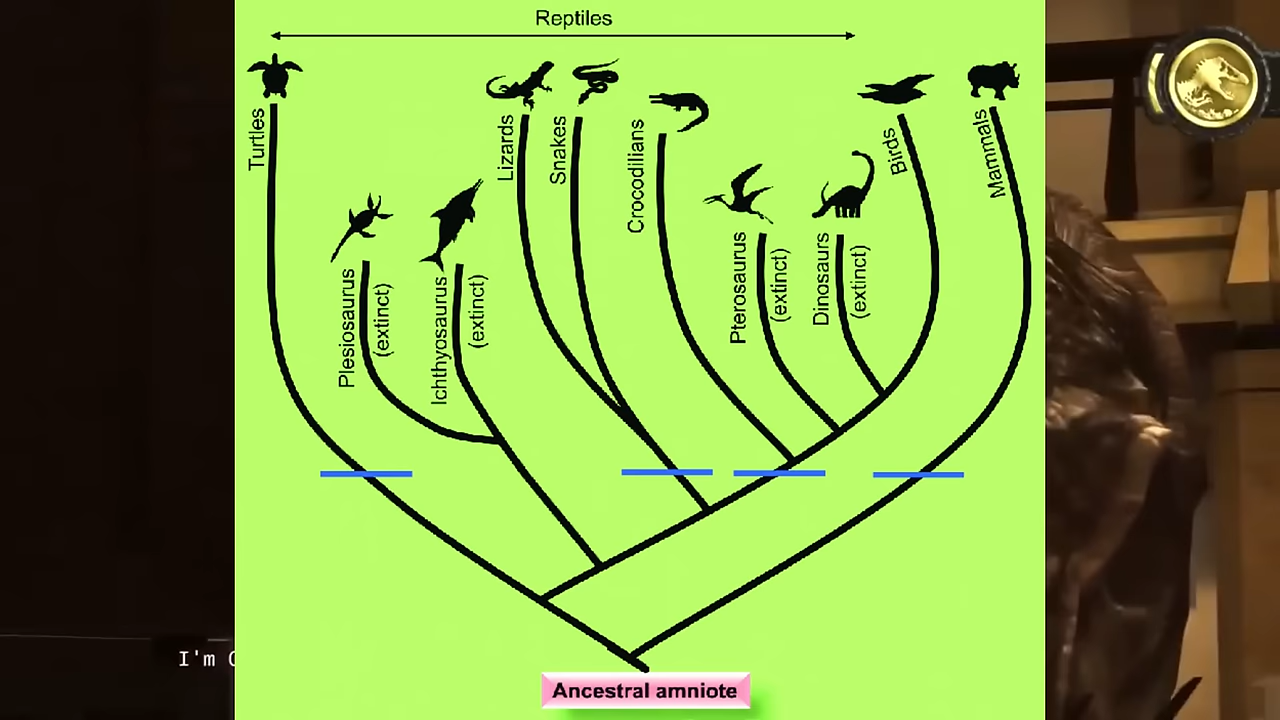 Reptiles
Turtles
Plesiosaurus
(extinct)
Ichthyosaurus
(extinct)
Lizards
Snakes
Crocodilians
Pterosaurus
(extinct)
Dinosaurs
(extinct)
Birds
Mammals
I'm
Ancestral amniote